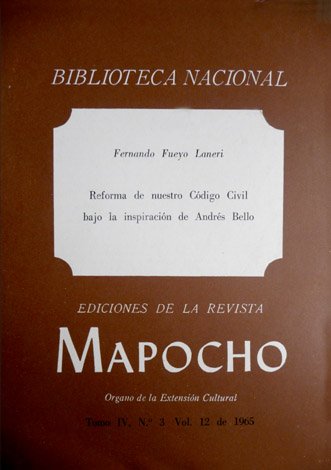 BIBLIOTECA NACIONAL
Fernando Fueyo Laneri
Reforma de nuestro Código Civil
bajo la inspiración de Andrés Bello
EDICIONES DE LA REVISTA
MAPOCHO
Organo de la Extensión Cultural
Tomo IV, N.º 3 Vol. 12 de 1965